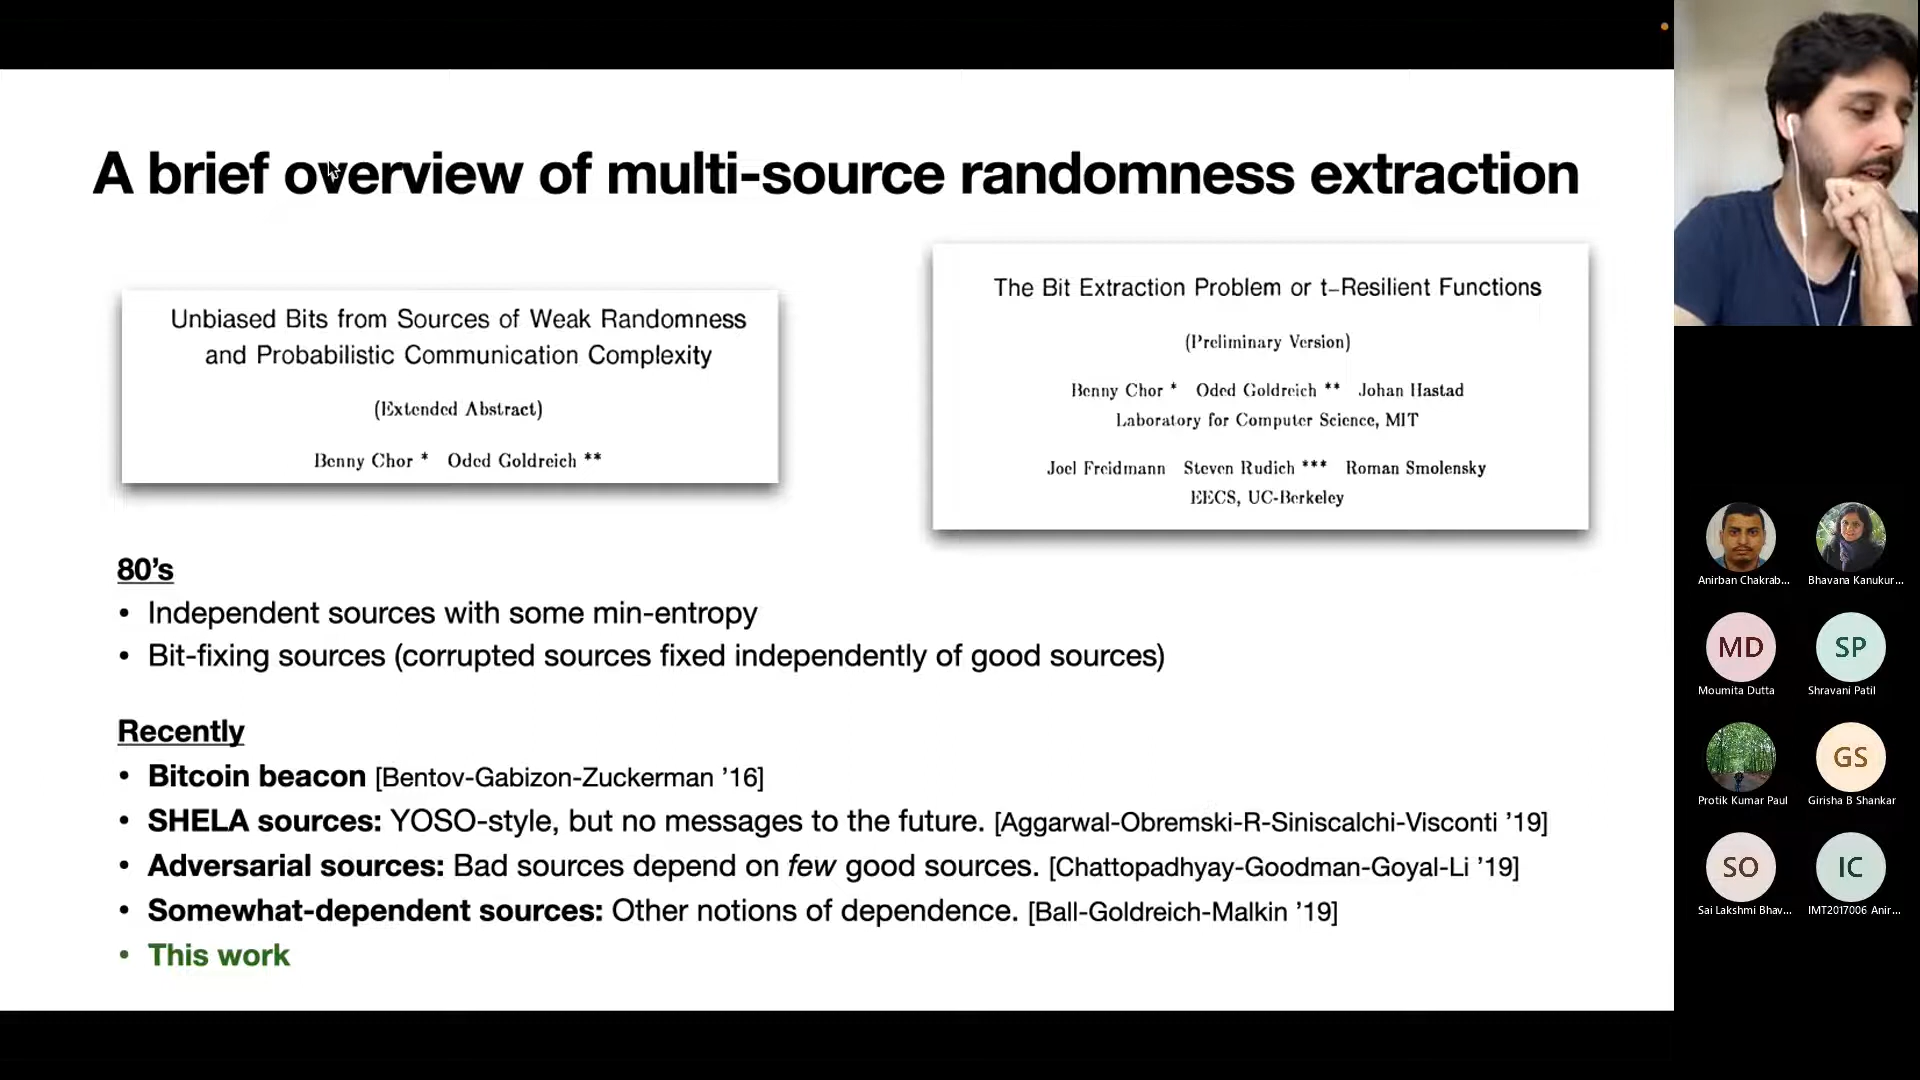 A brief overview of multi-source randomness extraction
Unbiased Bits from Sources of Weak Randomness
and Probabilistic Communication Complexity
(Extended Abstract)
Benny Chor * Oded Goldreich **
The Bit Extraction Problem or t–Resilient Functions
(Preliminary Version)
Benny Chor * Oded Goldreich ** Johan Hastad
Laboratory for Computer Science, MIT
Joel Freidmann Steven Rudich *** Roman Smolensky
EECS, UC-Berkeley
80's
• Independent sources with some min-entropy
• Bit-fixing sources (corrupted sources fixed independently of good sources)
Recently
• Bitcoin beacon [Bentov-Gabizon-Zuckerman '16]
• SHELA sources: YOSO-style, but no messages to the future. [Aggarwal-Obremski-R-Siniscalchi-Visconti '19]
• Adversarial sources: Bad sources depend on few good sources. [Chattopadhyay-Goodman-Goyal-Li '19]
• Somewhat-dependent sources: Other notions of dependence. [Ball-Goldreich-Malkin '19]
• This work
Anirban Chakrab... Bhavana Kanukur...
MD SP
Moumita Dutta Shravani Patil
GS
Protik Kumar Paul Girisha B Shankar
SO IC
Sai Lakshmi Bhav... IMT2017006 Anir...